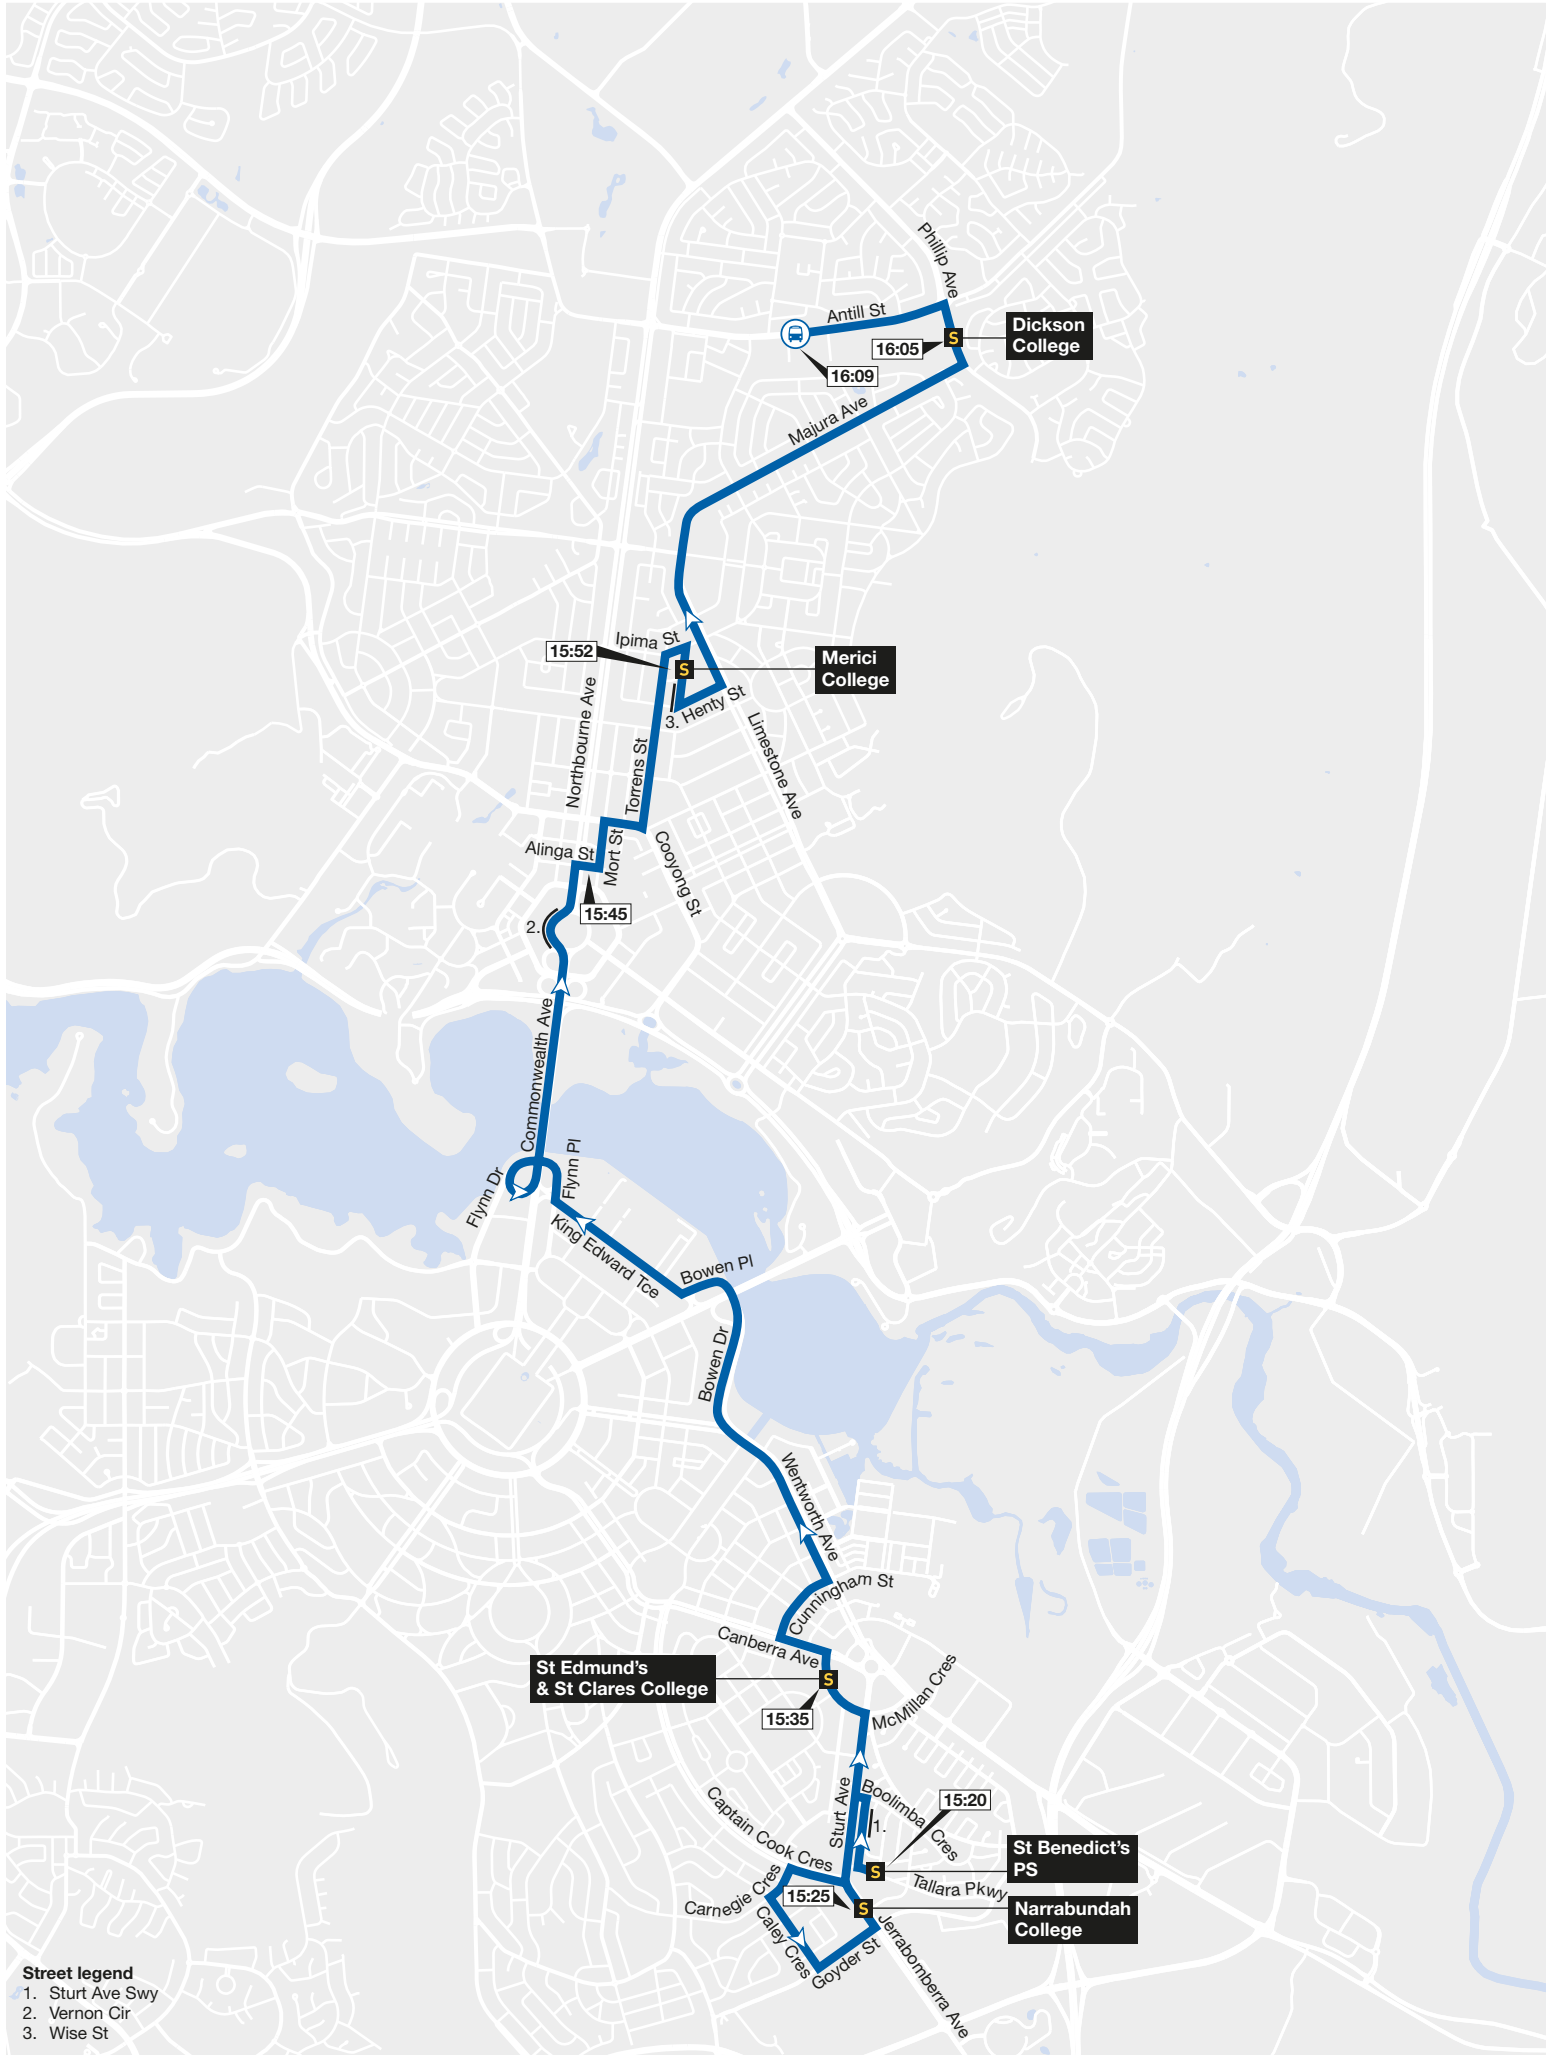 Phillip Ave
Antill St
Dickson
College
16:05
16:09
Majura Ave
Ipima St
15:52
S
Merici
College
3. Henty St
Northbourne Ave
Limestone Ave
Torrens St
Mort St
Alinga St
Cooyong St
15:45
2.
Commonwealth Ave
Flynn Dr
Flynn Pl
King Edward Tce
Bowen Pl
Bowen Dr
Wentworth Ave
Cunningham St
Canberra Ave
St Edmund's
& St Clares College
S
15:35
McMillan Cres
Sturt Ave
Boolimba Cres
15:20
1.
Captain Cook Cres
St Benedict's
PS
S
Tallara Pkwy
Carnegie Cres
15:25
S
Narrabundah
College
Caley Cres
Goyder St
Jerrabomberra Ave
S
Street legend
1. Sturt Ave Swy
2. Vernon Cir
3. Wise St